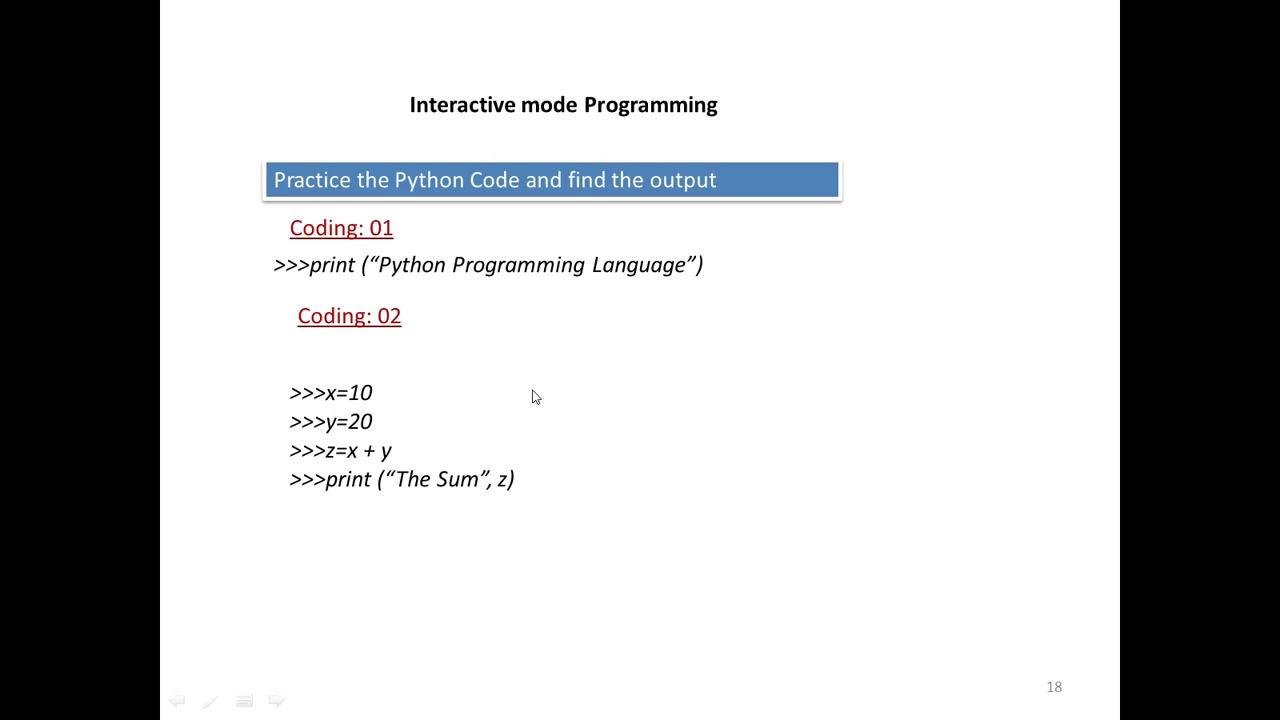 Interactive mode Programming
Practice the Python Code and find the output
Coding: 01
>>>print (“Python Programming Language”)
Coding: 02
>>>x=10
>>>y=20
>>>z=x + y
>>>print (“The Sum”, z)
18